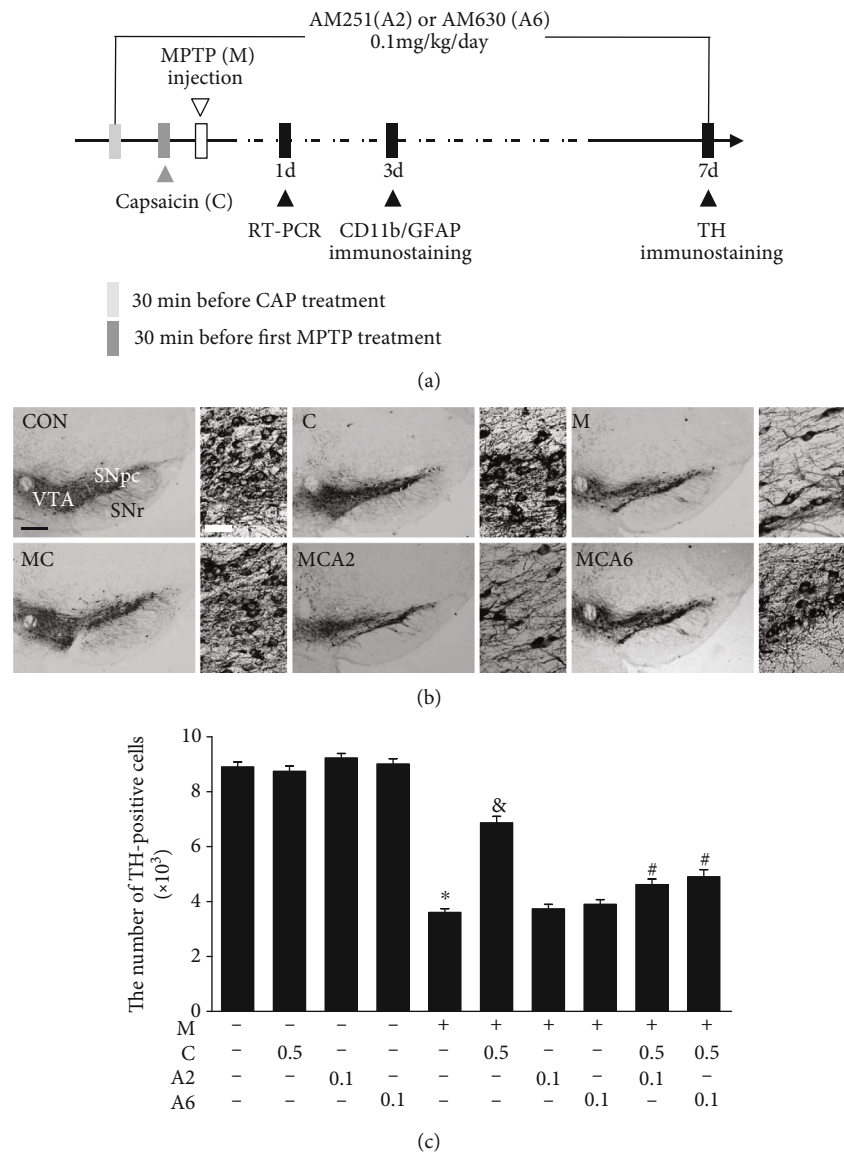 AM251(A2) or AM630 (A6)
0.1mg/kg/day
MPTP (M)
injection
1d
3d
7d
Capsaicin (C)
RT-PCR
CD11b/GFAP
immunostaining
TH
immunostaining
30 min before CAP treatment
30 min before first MPTP treatment
(a)
CON
C
M
SNpc
VTA
SNr
MC
MCA2
MCA6
(b)
The number of TH-positive cells
(×10³)
10
8
6
4
2
0
*
&
#
#
M – – – – + + + + + +
C – 0.5 – – – 0.5 – – 0.5 0.5
A2 – – 0.1 – – – 0.1 – 0.1 –
A6 – – – 0.1 – – – 0.1 – 0.1
(c)